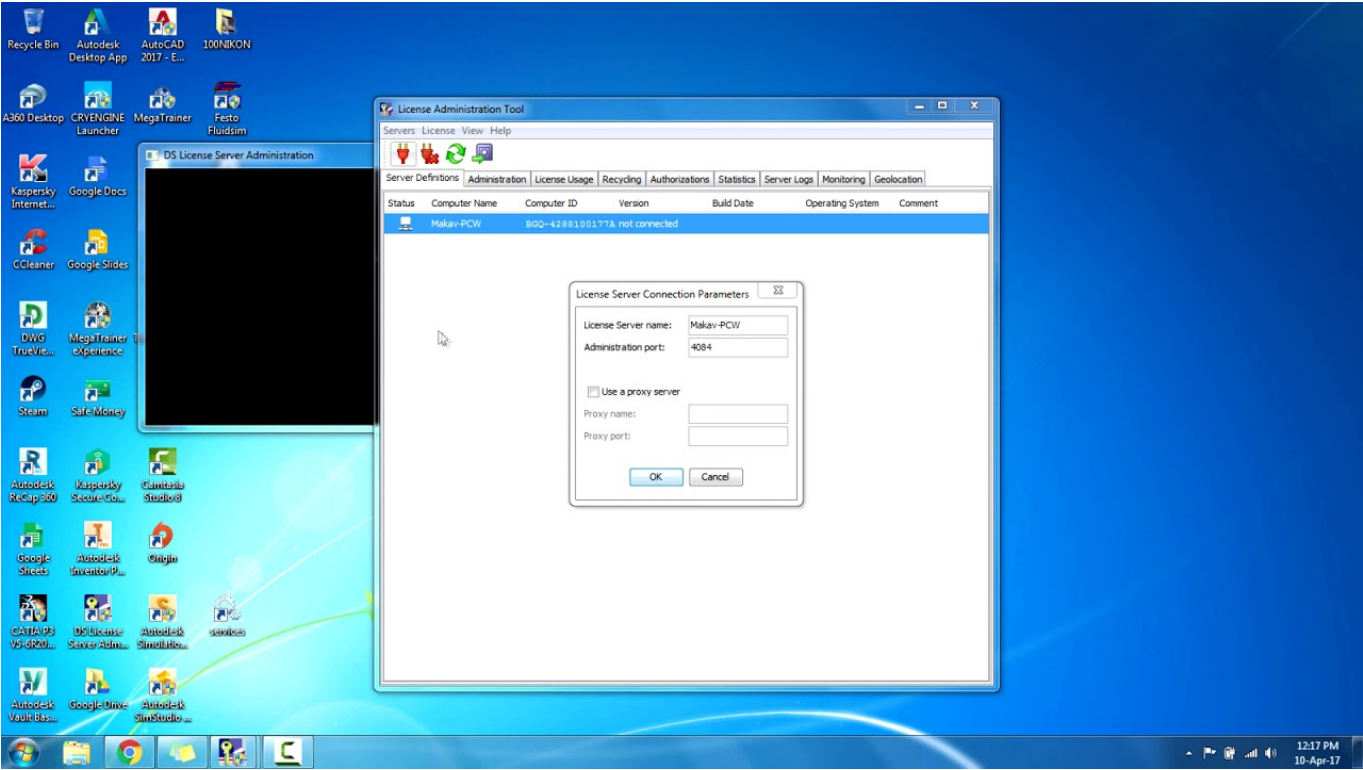 Recycle Bin
Autodesk
Desktop App
AutoCAD
2017 - E...
100NIKON
A360 Desktop
CRYENGINE
Launcher
MegaTrainer
Festo
Fluidsim
Kaspersky
Internet...
Google Docs
CCleaner
Google Slides
DWG
TrueVie...
MegaTrainer
eXperience
T
Steam
Safe Money
Autodesk
ReCap 360
Kaspersky
Secure Co...
Camtasia
Studio 8
Google
Sheets
Autodesk
Inventor P...
Origin
CATIA P3
V5-6R20...
DS License
Server Adm...
Autodesk
Simulatio...
services
Autodesk
Vault Bas...
Google Drive
Autodesk
SimStudio ...
DS License Server Administration
License Administration Tool
Servers License View Help
Server Definitions Administration License Usage Recycling Authorizations Statistics Server Logs Monitoring Geolocation
Status Computer Name Computer ID Version Build Date Operating System Comment
Makav-PCW BGQ-4288100177A not connected
License Server Connection Parameters
License Server name: Makav-PCW
Administration port: 4084
Use a proxy server
Proxy name:
Proxy port:
OK Cancel
12:17 PM
10-Apr-17